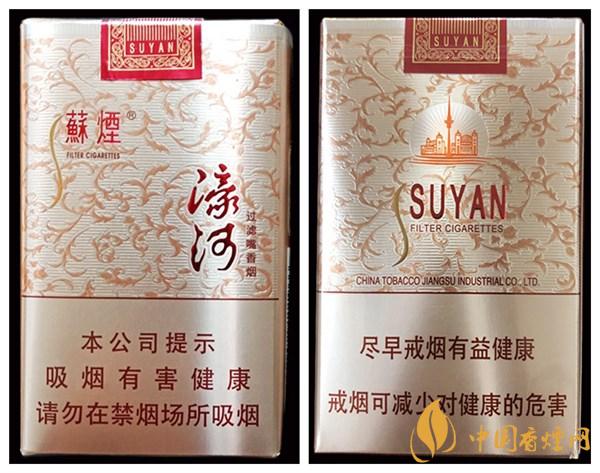 SUYAN
蘇煙®
FILTER CIGARETTES
濠河
过滤嘴香烟
本公司提示
吸烟有害健康
请勿在禁烟场所吸烟
SUYAN
SUYAN
FILTER CIGARETTES
CHINA TOBACCO JIANGSU INDUSTRIAL CO., LTD.
尽早戒烟有益健康
戒烟可减少对健康的危害
中国香烟网